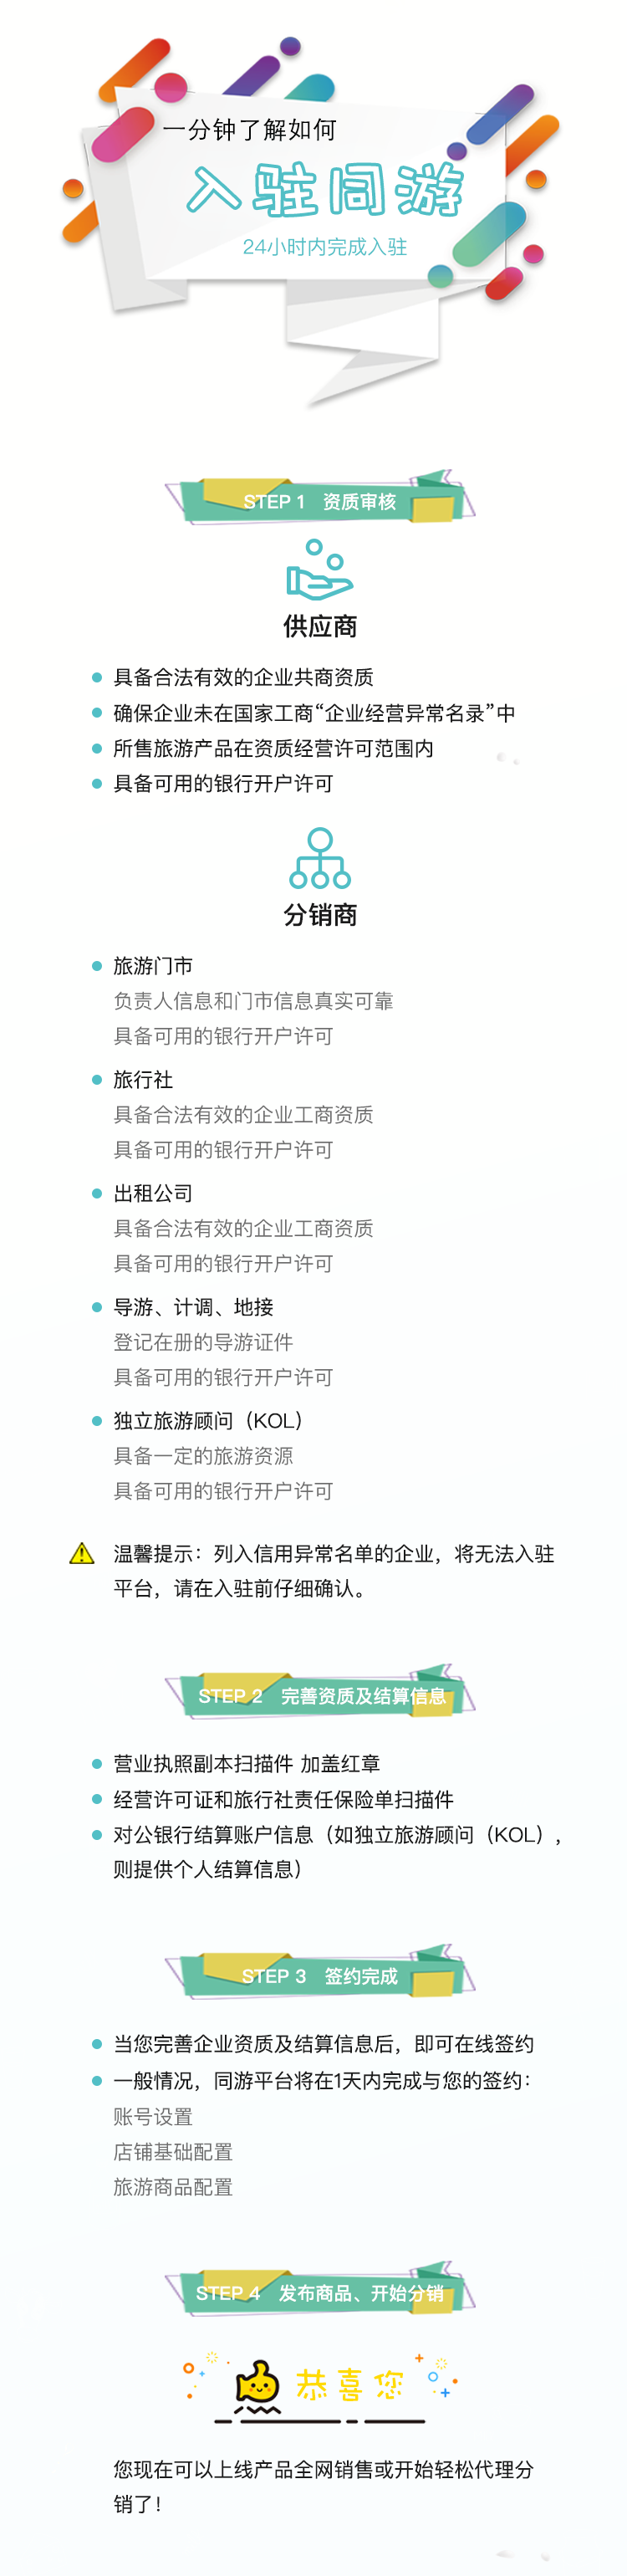 一分钟了解如何
入驻同游
24小时内完成入驻
STEP 1 资质审核
供应商
具备合法有效的企业共商资质
确保企业未在国家工商“企业经营异常名录”中
所售旅游产品在资质经营许可范围内
具备可用的银行开户许可
分销商
旅游门市
负责人信息和门市信息真实可靠
具备可用的银行开户许可
旅行社
具备合法有效的企业工商资质
具备可用的银行开户许可
出租公司
具备合法有效的企业工商资质
具备可用的银行开户许可
导游、计调、地接
登记在册的导游证件
具备可用的银行开户许可
独立旅游顾问（KOL）
具备一定的旅游资源
具备可用的银行开户许可
温馨提示：列入信用异常名单的企业，将无法入驻
平台，请在入驻前仔细确认。
STEP 2 完善资质及结算信息
营业执照副本扫描件 加盖红章
经营许可证和旅行社责任保险单扫描件
对公银行结算账户信息（如独立旅游顾问（KOL），
则提供个人结算信息）
STEP 3 签约完成
当您完善企业资质及结算信息后，即可在线签约
一般情况，同游平台将在1天内完成与您的签约：
账号设置
店铺基础配置
旅游商品配置
STEP 4 发布商品、开始分销
恭喜您
您现在可以上线产品全网销售或开始轻松代理分
销了！